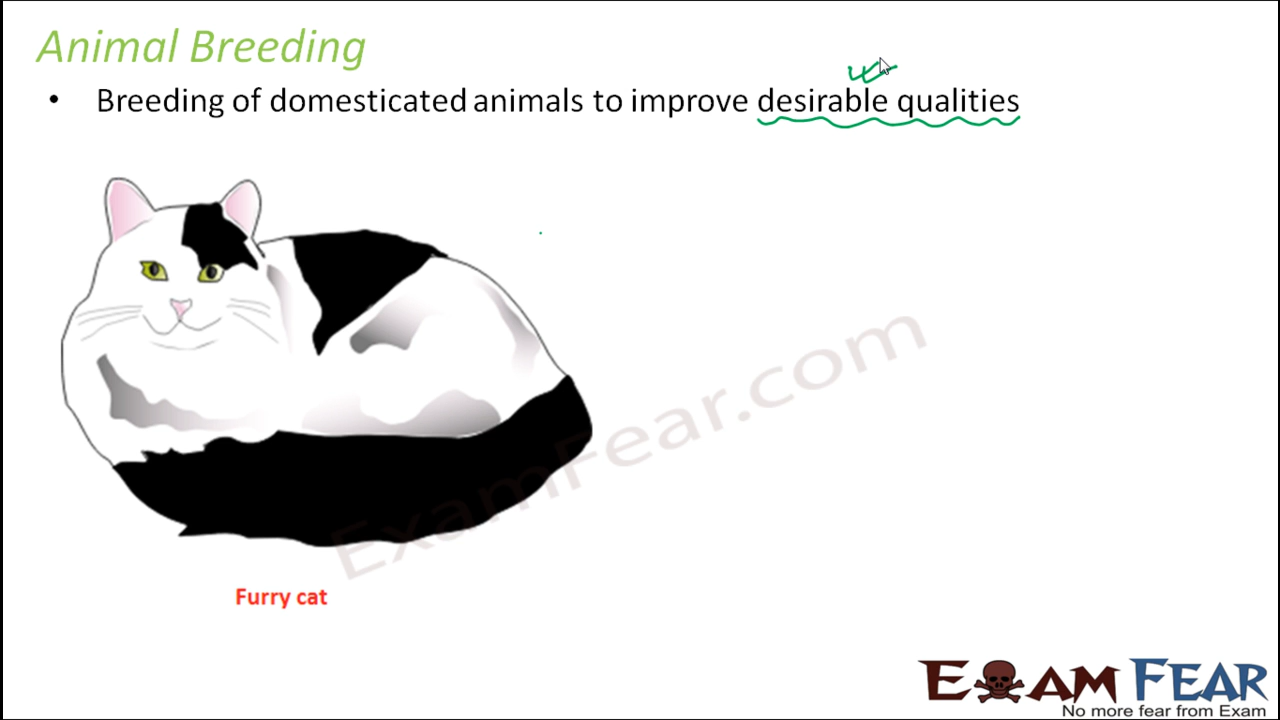 Animal Breeding
• Breeding of domesticated animals to improve desirable qualities
ExamFear.com
Furry cat
EXAM FEAR
No more fear from Exam